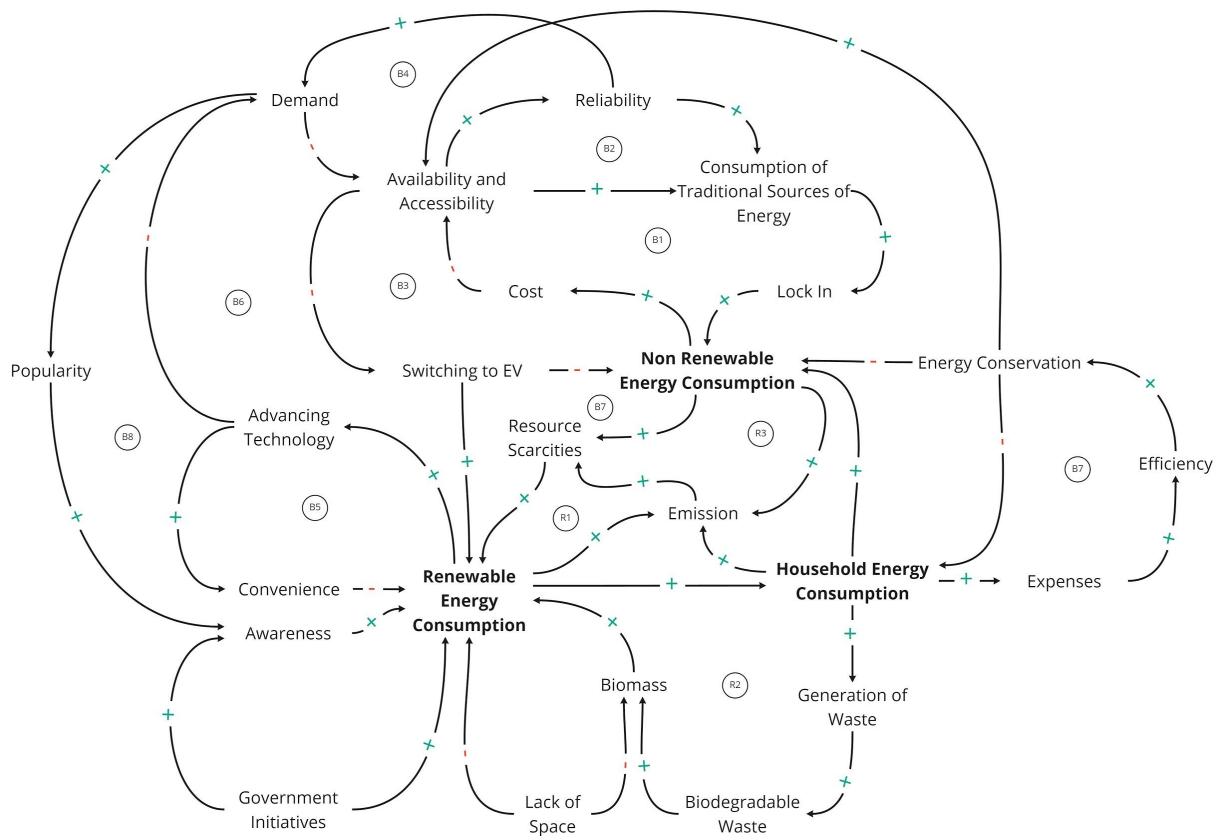 +
+
B4
Demand
Reliability
+
+
+
-
B2
Consumption of
Traditional Sources of
Energy
Availability and
Accessibility
+
+
B1
-
B3
Cost
+
Lock In
+
-
B6
-
Popularity
Switching to EV
-
Non Renewable
Energy Consumption
-
Energy Conservation
+
B7
Advancing
Technology
Resource
Scarcities
+
R3
-
B8
+
+
+
+
B7
Efficiency
+
+
B5
+
+
R1
Emission
+
+
+
Convenience
-
Renewable
Energy
Consumption
+
Household Energy
Consumption
+
Expenses
Awareness
+
+
+
Biomass
R2
Generation of
Waste
+
+
-
-
+
+
Government
Initiatives
Lack of
Space
Biodegradable
Waste